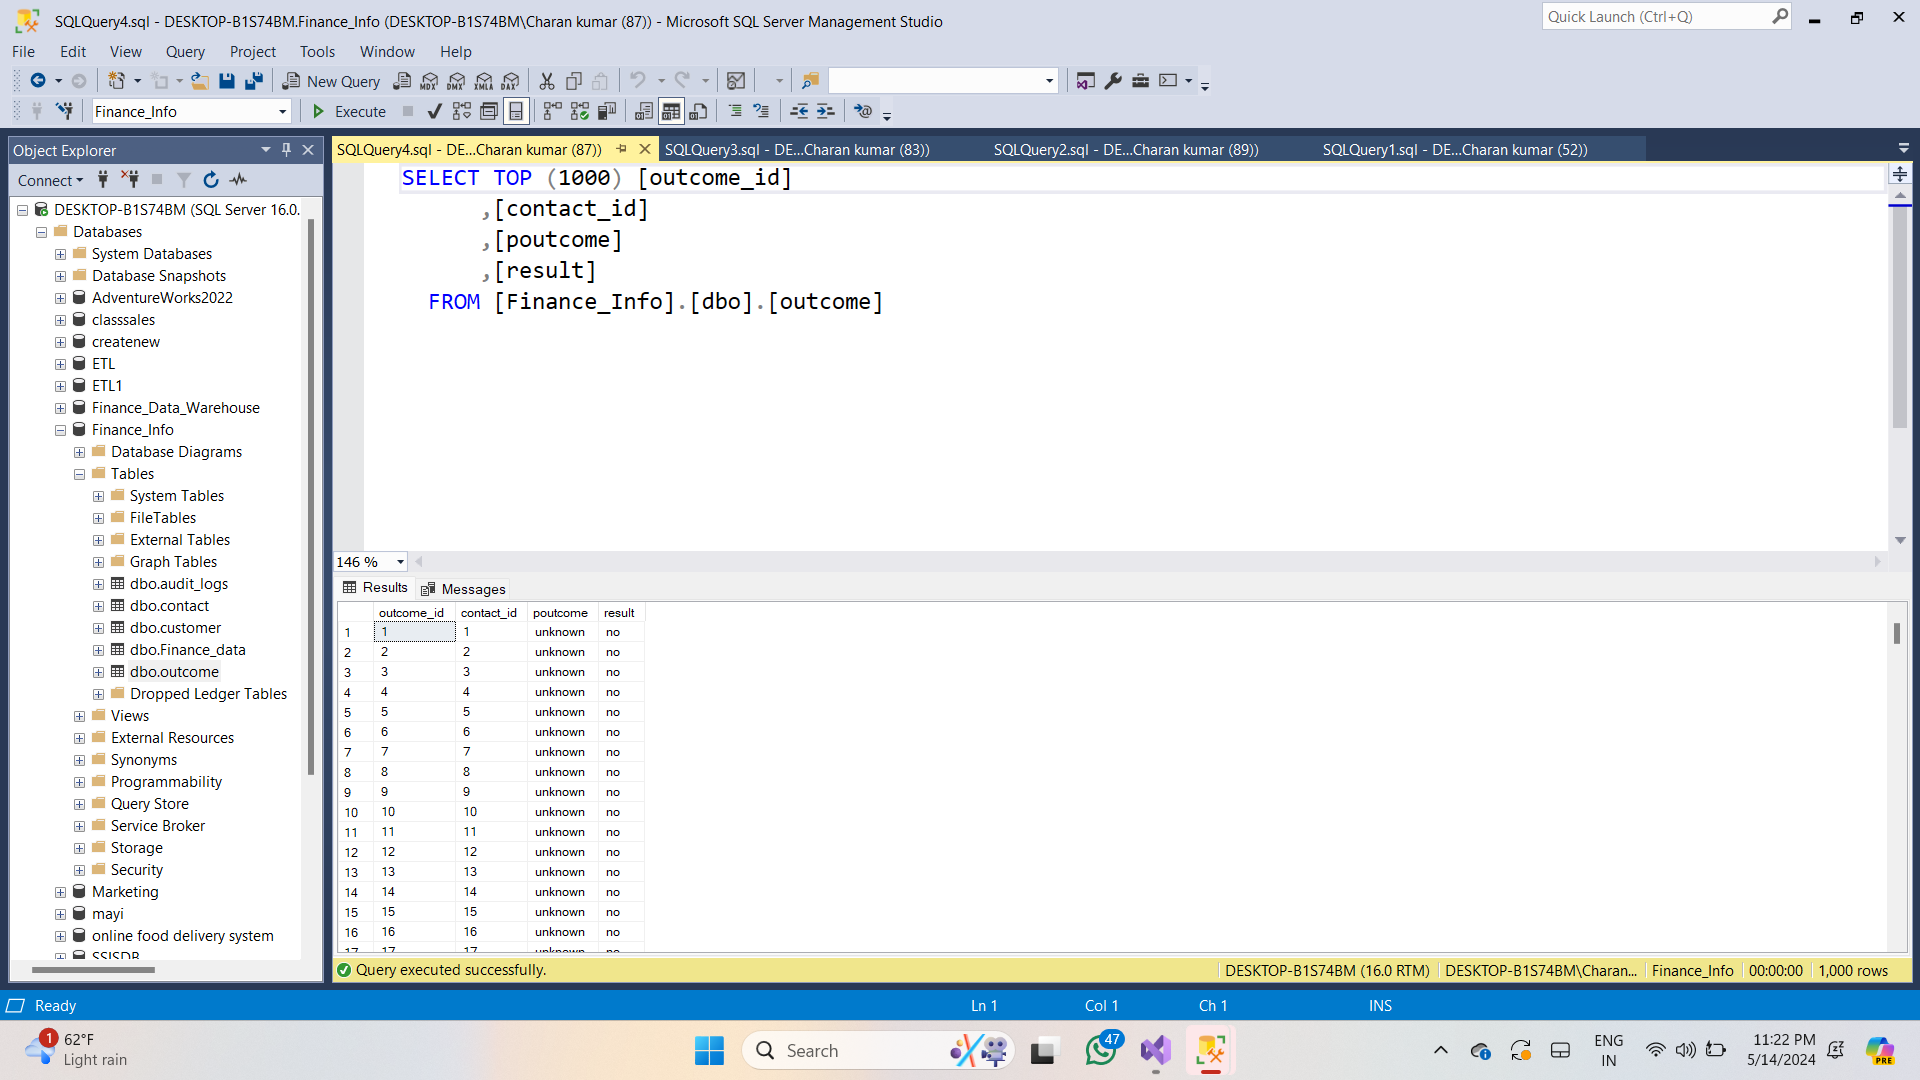 SQLQuery4.sql - DESKTOP-B1S74BM.Finance_Info (DESKTOP-B1S74BM\Charan kumar (87)) - Microsoft SQL Server Management Studio
Quick Launch (Ctrl+Q)
File Edit View Query Project Tools Window Help
New Query MDX DMX XMLA DAX
Finance_Info Execute
Object Explorer
Connect
DESKTOP-B1S74BM (SQL Server 16.0.
Databases
System Databases
Database Snapshots
AdventureWorks2022
classsales
createnew
ETL
ETL1
Finance_Data_Warehouse
Finance_Info
Database Diagrams
Tables
System Tables
FileTables
External Tables
Graph Tables
dbo.audit_logs
dbo.contact
dbo.customer
dbo.Finance_data
dbo.outcome
Dropped Ledger Tables
Views
External Resources
Synonyms
Programmability
Query Store
Service Broker
Storage
Security
Marketing
mayi
online food delivery system
SSISDB
SQLQuery4.sql - DE...Charan kumar (87)) SQLQuery3.sql - DE...Charan kumar (83)) SQLQuery2.sql - DE...Charan kumar (89)) SQLQuery1.sql - DE...Charan kumar (52))
SELECT TOP (1000) [outcome_id]
,[contact_id]
,[poutcome]
,[result]
FROM [Finance_Info].[dbo].[outcome]
146 %
Results Messages
outcome_id contact_id poutcome result
1 1 1 unknown no
2 2 2 unknown no
3 3 3 unknown no
4 4 4 unknown no
5 5 5 unknown no
6 6 6 unknown no
7 7 7 unknown no
8 8 8 unknown no
9 9 9 unknown no
10 10 10 unknown no
11 11 11 unknown no
12 12 12 unknown no
13 13 13 unknown no
14 14 14 unknown no
15 15 15 unknown no
16 16 16 unknown no
17 17 17 unknown no
Query executed successfully. DESKTOP-B1S74BM (16.0 RTM) DESKTOP-B1S74BM\Charan... Finance_Info 00:00:00 1,000 rows
Ready Ln 1 Col 1 Ch 1 INS
1 62°F
Light rain
Search
47
ENG
IN
11:22 PM
5/14/2024
PRE